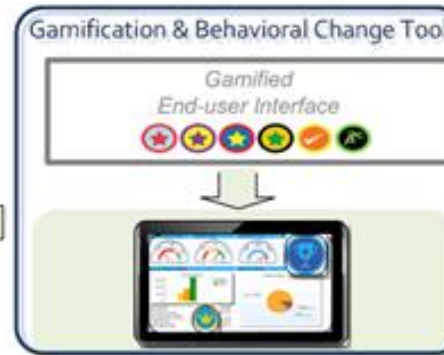 Gamification & Behavioral Change Tool
Gamified
End-user Interface